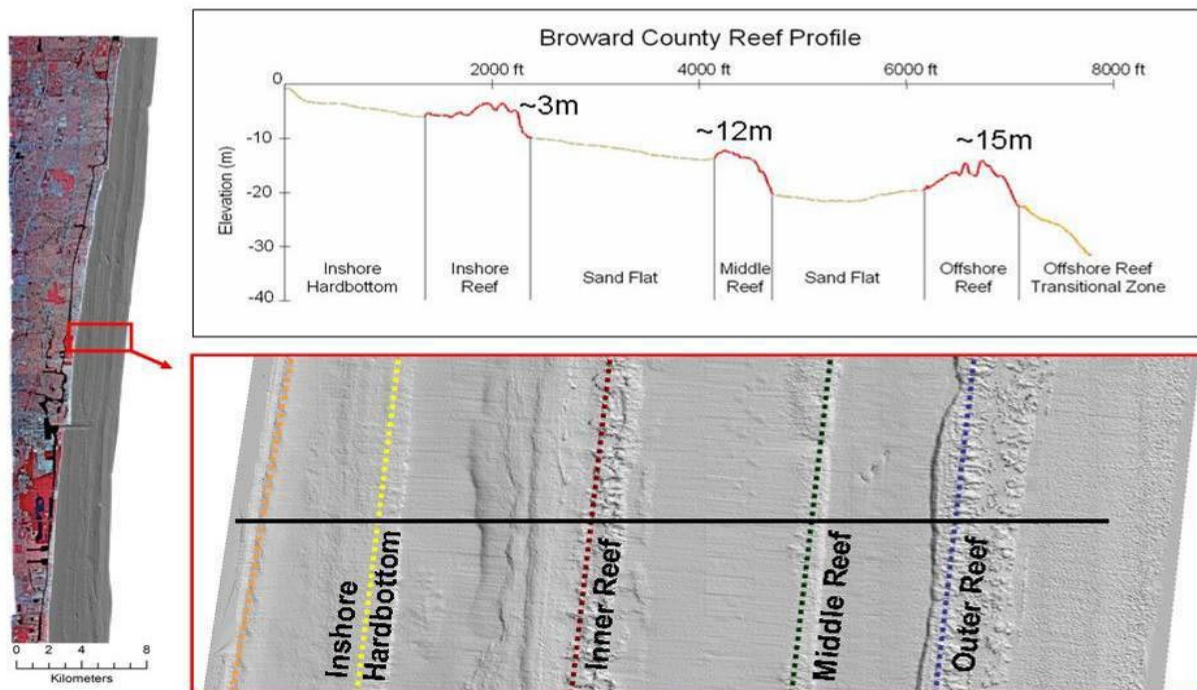 Broward County Reef Profile
0
2000 ft
4000 ft
6000 ft
8000 ft
~3m
~12m
~15m
-10
-20
-30
-40
Elevation (m)
Inshore
Hardbottom
Inshore
Reef
Sand Flat
Middle
Reef
Sand Flat
Offshore
Reef
Offshore Reef
Transitional Zone
Inshore
Hardbottom
Inner Reef
Middle Reef
Outer Reef
0 2 4 8
Kilometers